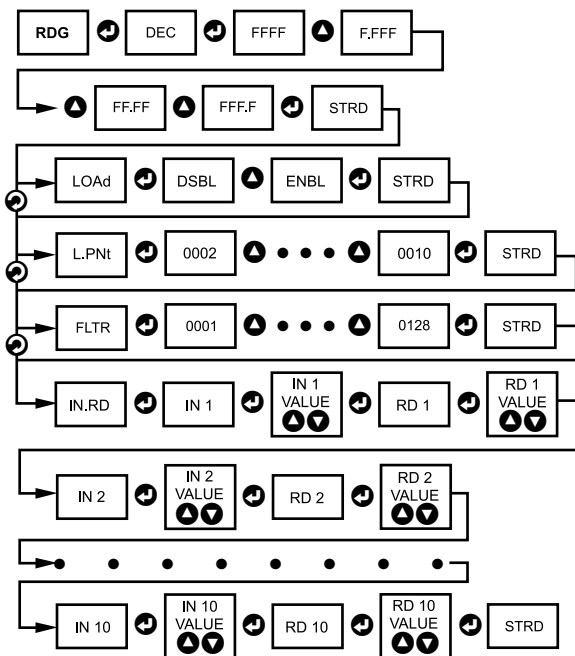 RDG DEC FFFF F.FFF
FF.FF FFF.F STRD
LOAd DSBL ENBL STRD
L.PNt 0002 0010 STRD
FLTR 0001 0128 STRD
IN.RD IN 1 IN 1 VALUE RD 1 RD 1 VALUE
IN 2 IN 2 VALUE RD 2 RD 2 VALUE
IN 10 IN 10 VALUE RD 10 RD 10 VALUE STRD